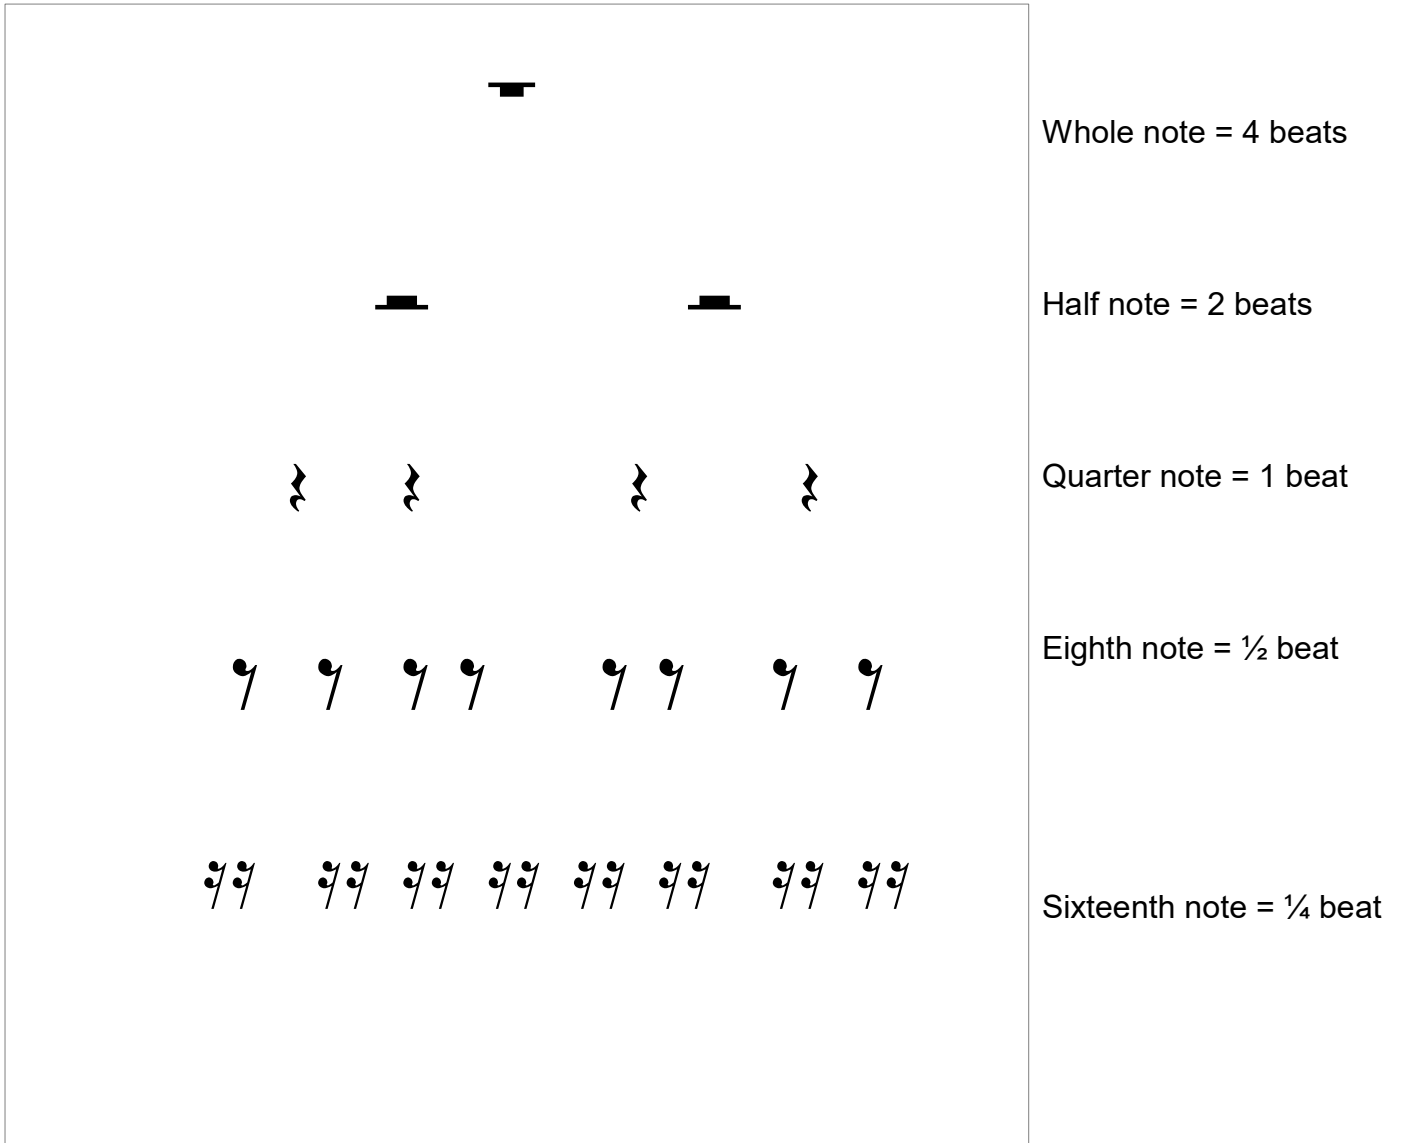 Whole note = 4 beats
Half note = 2 beats
Quarter note = 1 beat
Eighth note = ½ beat
Sixteenth note = ¼ beat